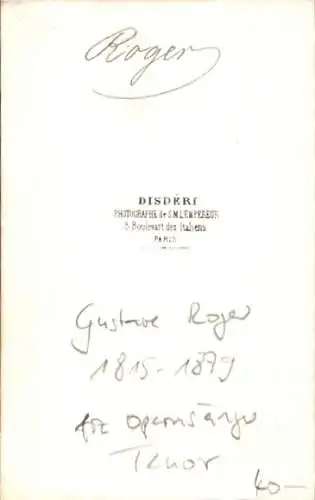 Roger
DISDÉRI
PHOTOGRAPHE de S.M.L'EMPEREUR
8 Boulevart des Italiens
PARIS
Gustave Roger
1815-1879
frz Opernsänger
Tenor
40-